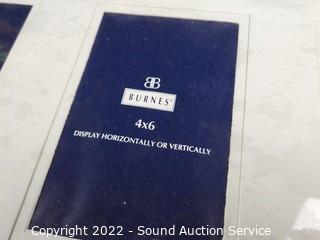 BB
BURNES®
4x6
DISPLAY HORIZONTALLY OR VERTICALLY
Copyright 2022 - Sound Auction Service